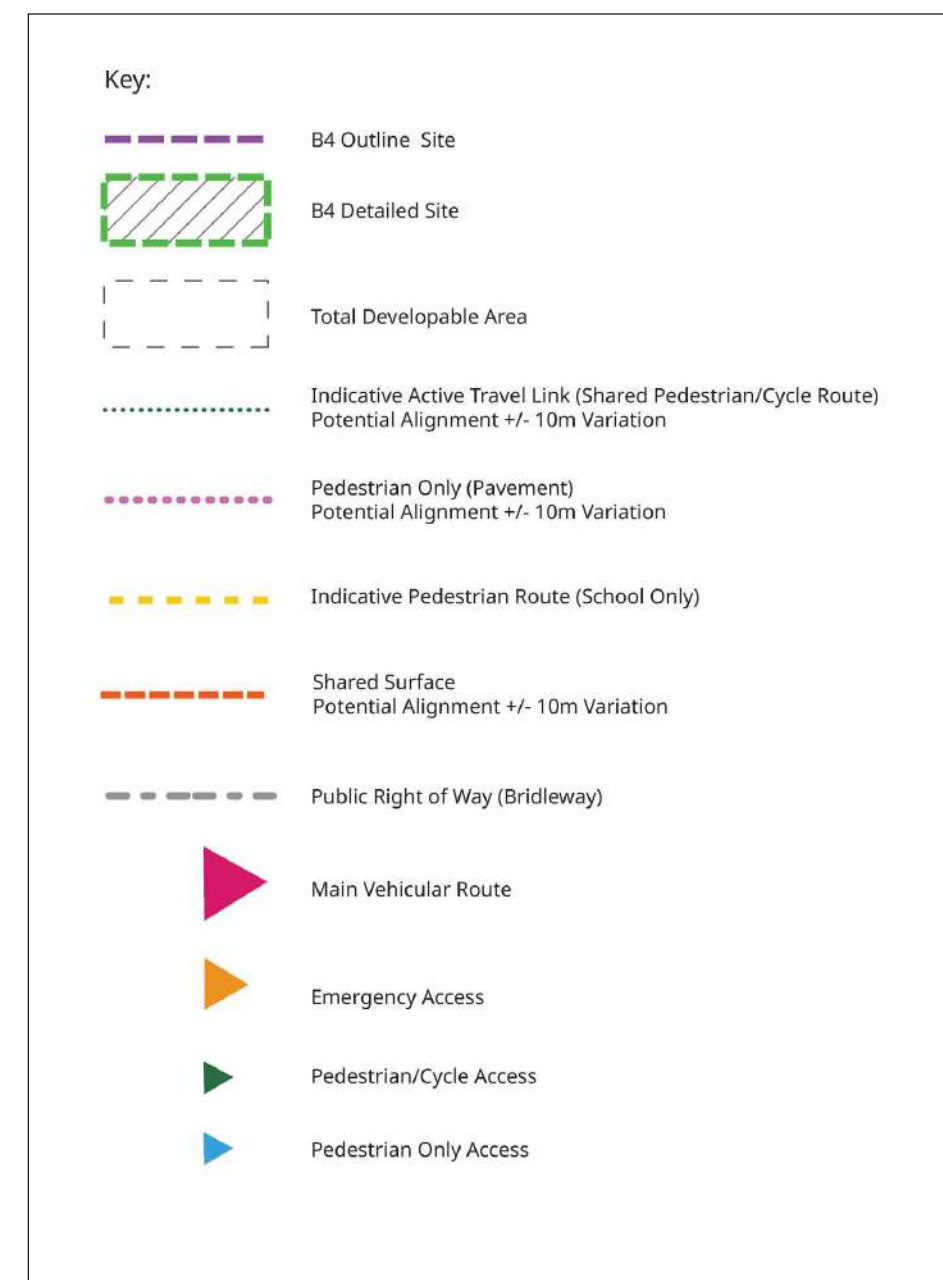 Key:
B4 Outline Site
B4 Detailed Site
Total Developable Area
Indicative Active Travel Link (Shared Pedestrian/Cycle Route)
Potential Alignment +/- 10m Variation
Pedestrian Only (Pavement)
Potential Alignment +/- 10m Variation
Indicative Pedestrian Route (School Only)
Shared Surface
Potential Alignment +/- 10m Variation
Public Right of Way (Bridleway)
Main Vehicular Route
Emergency Access
Pedestrian/Cycle Access
Pedestrian Only Access